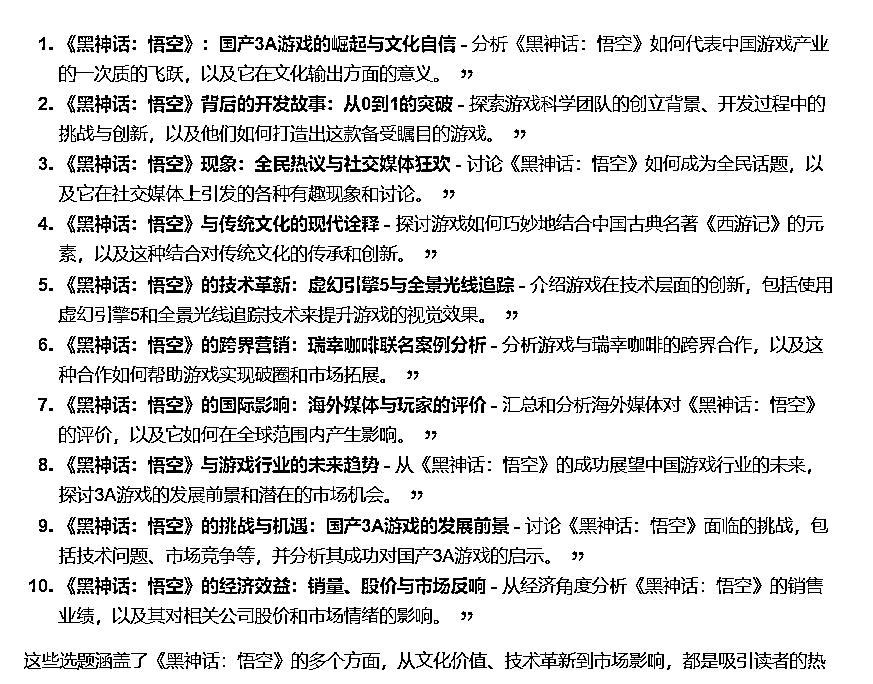 1. 《黑神话：悟空》：国产3A游戏的崛起与文化自信 - 分析《黑神话：悟空》如何代表中国游戏产业
的一次质的飞跃，以及它在文化输出方面的意义。 ”
2. 《黑神话：悟空》背后的开发故事：从0到1的突破 - 探索游戏科学团队的创立背景、开发过程中的
挑战与创新，以及他们如何打造出这款备受瞩目的游戏。 ”
3. 《黑神话：悟空》现象：全民热议与社交媒体狂欢 - 讨论《黑神话：悟空》如何成为全民话题，以
及它在社交媒体上引发的各种有趣现象和讨论。 ”
4. 《黑神话：悟空》与传统文化的现代诠释 - 探讨游戏如何巧妙地结合中国古典名著《西游记》的元
素，以及这种结合对传统文化的传承和创新。 ”
5. 《黑神话：悟空》的技术革新：虚幻引擎5与全景光线追踪 - 介绍游戏在技术层面的创新，包括使用
虚幻引擎5和全景光线追踪技术来提升游戏的视觉效果。 ”
6. 《黑神话：悟空》的跨界营销：瑞幸咖啡联名案例分析 - 分析游戏与瑞幸咖啡的跨界合作，以及这
种合作如何帮助游戏实现破圈和市场拓展。 ”
7. 《黑神话：悟空》的国际影响：海外媒体与玩家的评价 - 汇总和分析海外媒体对《黑神话：悟空》
的评价，以及它如何在全球范围内产生影响。 ”
8. 《黑神话：悟空》与游戏行业的未来趋势 - 从《黑神话：悟空》的成功展望中国游戏行业的未来，
探讨3A游戏的发展前景和潜在的市场机会。 ”
9. 《黑神话：悟空》的挑战与机遇：国产3A游戏的发展前景 - 讨论《黑神话：悟空》面临的挑战，包
括技术问题、市场竞争等，并分析其成功对国产3A游戏的启示。 ”
10. 《黑神话：悟空》的经济效益：销量、股价与市场反响 - 从经济角度分析《黑神话：悟空》的销售
业绩，以及其对相关公司股价和市场情绪的影响。 ”
这些选题涵盖了《黑神话：悟空》的多个方面，从文化价值、技术革新到市场影响，都是吸引读者的热